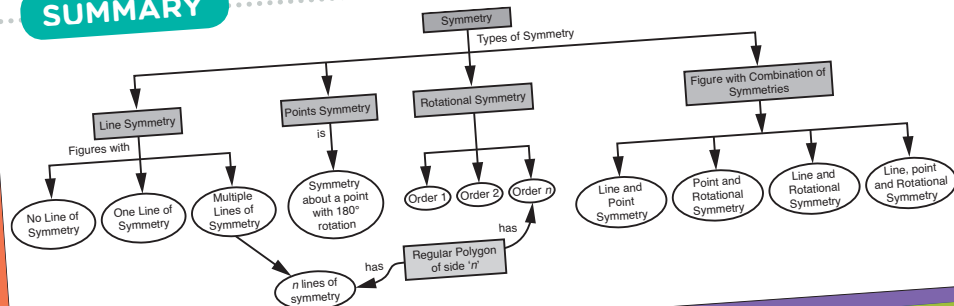 SUMMARY
Symmetry
Types of Symmetry
Line Symmetry
Points Symmetry
Rotational Symmetry
Figure with Combination of
Symmetries
Figures with
is
No Line of
Symmetry
One Line of
Symmetry
Multiple
Lines of
Symmetry
Symmetry
about a point
with 180°
rotation
Order 1
Order 2
Order n
Line and
Point
Symmetry
Point and
Rotational
Symmetry
Line and
Rotational
Symmetry
Line, point
and Rotational
Symmetry
has
Regular Polygon
of side 'n'
has
n lines of
symmetry